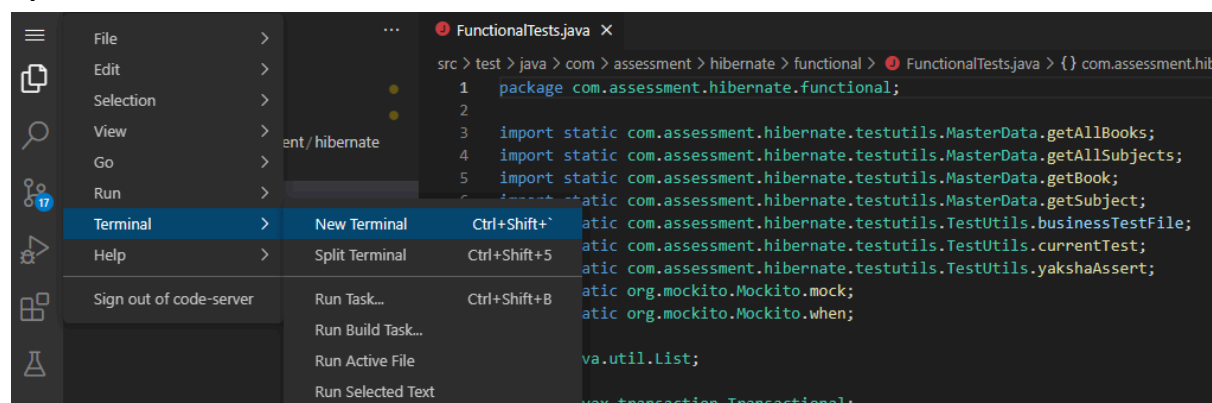 File
Edit
Selection
View
Go
Run
Terminal
Help
Sign out of code-server
17
ent/hibernate
New Terminal Ctrl+Shift+`
Split Terminal Ctrl+Shift+5
Run Task... Ctrl+Shift+B
Run Build Task...
Run Active File
Run Selected Text
FunctionalTests.java
src > test > java > com > assessment > hibernate > functional > FunctionalTests.java > {} com.assessment.hib
1 package com.assessment.hibernate.functional;
2
3 import static com.assessment.hibernate.testutils.MasterData.getAllBooks;
4 import static com.assessment.hibernate.testutils.MasterData.getAllSubjects;
5 import static com.assessment.hibernate.testutils.MasterData.getBook;
6 import static com.assessment.hibernate.testutils.MasterData.getSubject;
atic com.assessment.hibernate.testutils.TestUtils.businessTestFile;
atic com.assessment.hibernate.testutils.TestUtils.currentTest;
atic com.assessment.hibernate.testutils.TestUtils.yakshaAssert;
atic org.mockito.Mockito.mock;
atic org.mockito.Mockito.when;
va.util.List;
vax.transaction.Transactional;